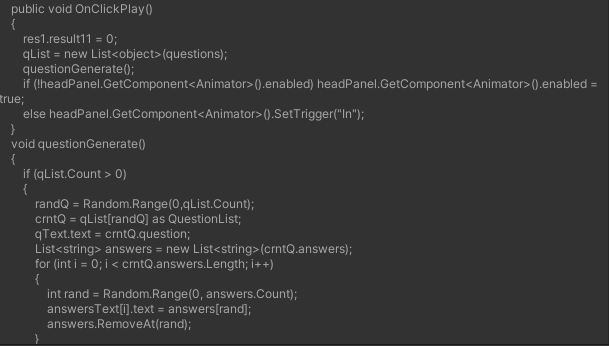 public void OnClickPlay()
{
res1.result11 = 0;
qList = new List<object>(questions);
questionGenerate();
if (!headPanel.GetComponent<Animator>().enabled) headPanel.GetComponent<Animator>().enabled =
true;
else headPanel.GetComponent<Animator>().SetTrigger("In");
}
void questionGenerate()
{
if (qList.Count > 0)
{
randQ = Random.Range(0,qList.Count);
crntQ = qList[randQ] as QuestionList;
qText.text = crntQ.question;
List<string> answers = new List<string>(crntQ.answers);
for (int i = 0; i < crntQ.answers.Length; i++)
{
int rand = Random.Range(0, answers.Count);
answersText[i].text = answers[rand];
answers.RemoveAt(rand);
}